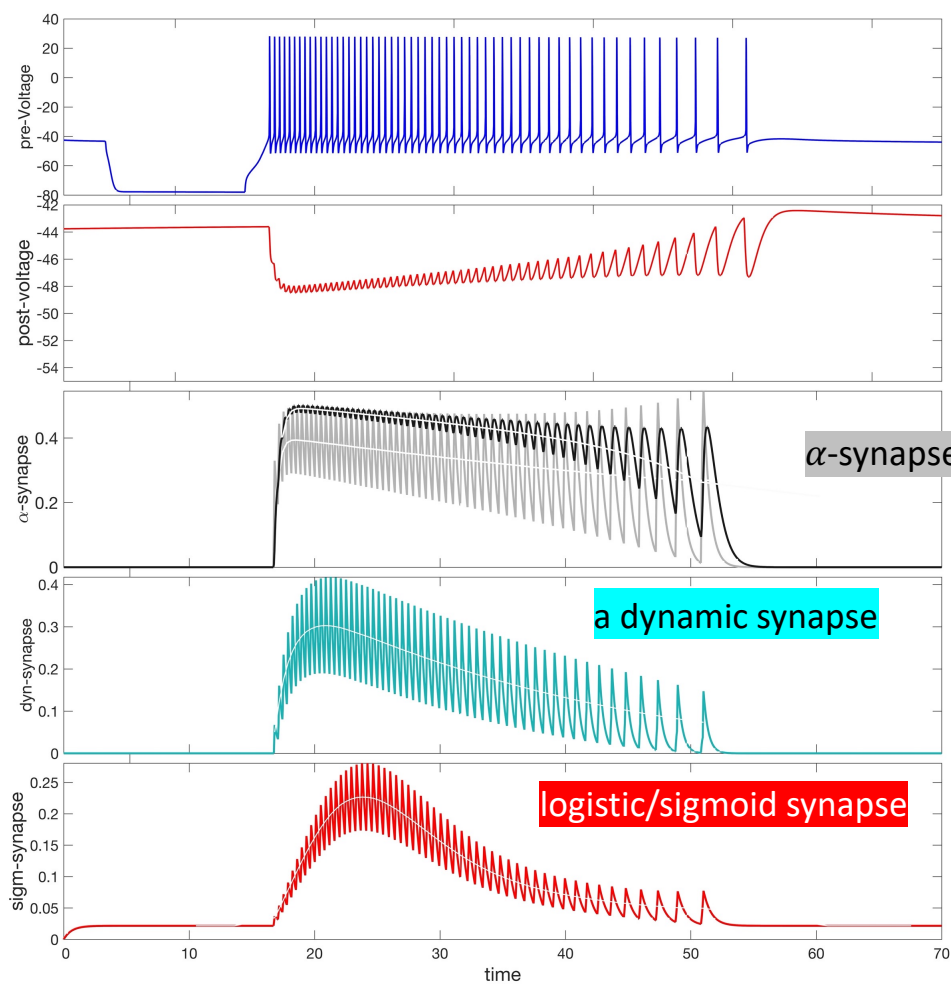 40
20
0
-20
-40
-60
-80
pre-Voltage
-42
-44
-46
-48
-50
-52
-54
post-voltage
0.4
0.2
0
α-synapse
α-synapse
0.4
0.3
0.2
0.1
0
dyn-synapse
a dynamic synapse
0.25
0.2
0.15
0.1
0.05
0
sigm-synapse
logistic/sigmoid synapse
0 10 20 30 40 50 60 70
time